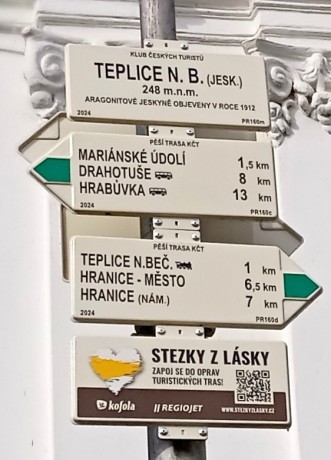 KLUB ČESKÝCH TURISTŮ
TEPLICE N. B. (JESK.)
248 m.n.m.
ARAGONITOVÉ JESKYNĚ OBJEVENY V ROCE 1912
2024 PR160m
PĚŠÍ TRASA KČT
MARIÁNSKÉ ÚDOLÍ 1,5 km
DRAHOTUŠE 8 km
HRABŮVKA 13 km
2024 PR160c
PĚŠÍ TRASA KČT
TEPLICE N.BEČ. 1 km
HRANICE - MĚSTO 6,5 km
HRANICE (NÁM.) 7 km
2024 PR160d
STEZKY Z LÁSKY
ZAPOJ SE DO OPRAV
TURISTICKÝCH TRAS!
kofola REGIOJET WWW.STEZKYZLASKY.CZ